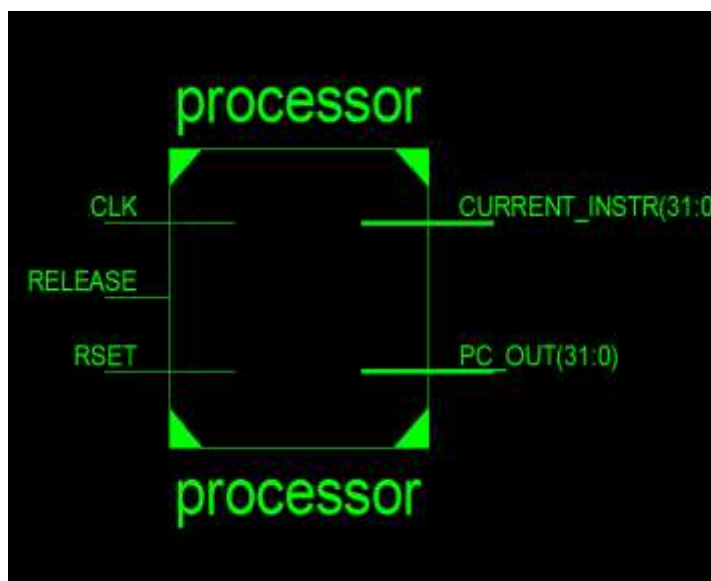 processor
CLK
CURRENT_INSTR(31:0
RELEASE
RSET
PC_OUT(31:0)
processor